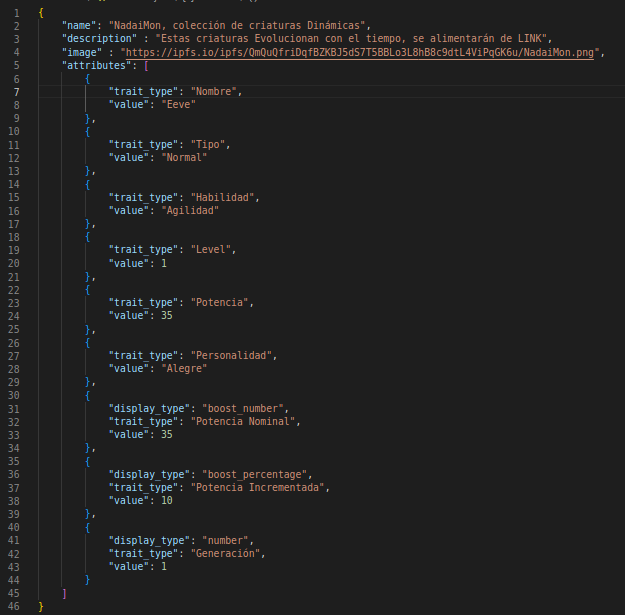 1 {
2 "name": "NadaiMon, colección de criaturas Dinámicas",
3 "description" : "Estas criaturas Evolucionan con el tiempo, se alimentarán de LINK",
4 "image" : "https://ipfs.io/ipfs/QmQuQfriDqfBZKBJ5dS7T5BBLo3L8hB8c9dtL4ViPqGK6u/NadaiMon.png",
5 "attributes": [
6 {
7 "trait_type": "Nombre",
8 "value": "Eeve"
9 },
10 {
11 "trait_type": "Tipo",
12 "value": "Normal"
13 },
14 {
15 "trait_type": "Habilidad",
16 "value": "Agilidad"
17 },
18 {
19 "trait_type": "Level",
20 "value": 1
21 },
22 {
23 "trait_type": "Potencia",
24 "value": 35
25 },
26 {
27 "trait_type": "Personalidad",
28 "value": "Alegre"
29 },
30 {
31 "display_type": "boost_number",
32 "trait_type": "Potencia Nominal",
33 "value": 35
34 },
35 {
36 "display_type": "boost_percentage",
37 "trait_type": "Potencia Incrementada",
38 "value": 10
39 },
40 {
41 "display_type": "number",
42 "trait_type": "Generación",
43 "value": 1
44 }
45 ]
46 }